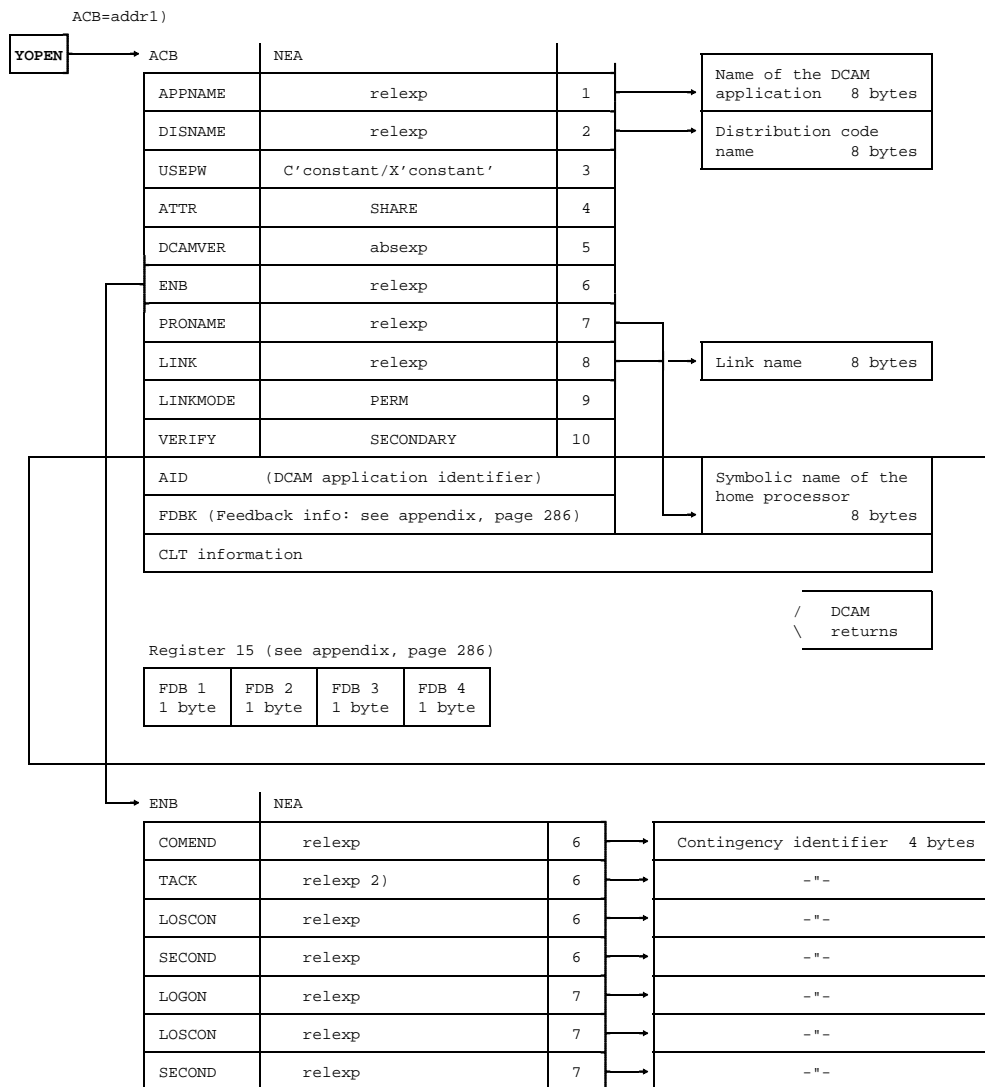 ACB=addr1)
YOPEN ACB NEA
APPNAME relexp 1 Name of the DCAM
application 8 bytes
DISNAME relexp 2 Distribution code
name 8 bytes
USEPW C’constant/X’constant’ 3
ATTR SHARE 4
DCAMVER absexp 5
ENB relexp 6
PRONAME relexp 7
LINK relexp 8 Link name 8 bytes
LINKMODE PERM 9
VERIFY SECONDARY 10
AID (DCAM application identifier) Symbolic name of the
home processor
FDBK (Feedback info: see appendix, page 286) 8 bytes
CLT information
/ DCAM
\ returns
Register 15 (see appendix, page 286)
FDB 1 FDB 2 FDB 3 FDB 4
1 byte 1 byte 1 byte 1 byte
ENB NEA
COMEND relexp 6 Contingency identifier 4 bytes
TACK relexp 2) 6 -"-
LOSCON relexp 6 -"-
SECOND relexp 6 -"-
LOGON relexp 7 -"-
LOSCON relexp 7 -"-
SECOND relexp 7 -"-